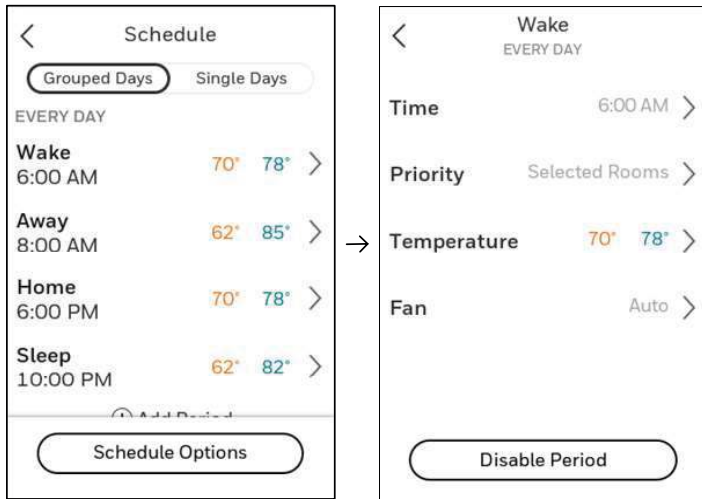 Schedule
Grouped Days Single Days
EVERY DAY
Wake
6:00 AM
70° 78°
Away
8:00 AM
62° 85°
Home
6:00 PM
70° 78°
Sleep
10:00 PM
62° 82°
Add Period
Schedule Options
Wake
EVERY DAY
Time 6:00 AM
Priority Selected Rooms
Temperature 70° 78°
Fan Auto
Disable Period